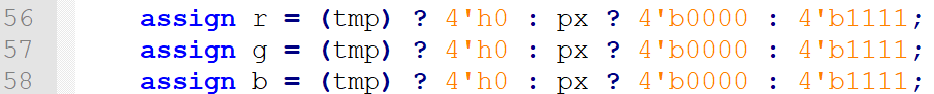 56 assign r = (tmp) ? 4'h0 : px ? 4'b0000 : 4'b1111;
57 assign g = (tmp) ? 4'h0 : px ? 4'b0000 : 4'b1111;
58 assign b = (tmp) ? 4'h0 : px ? 4'b0000 : 4'b1111;